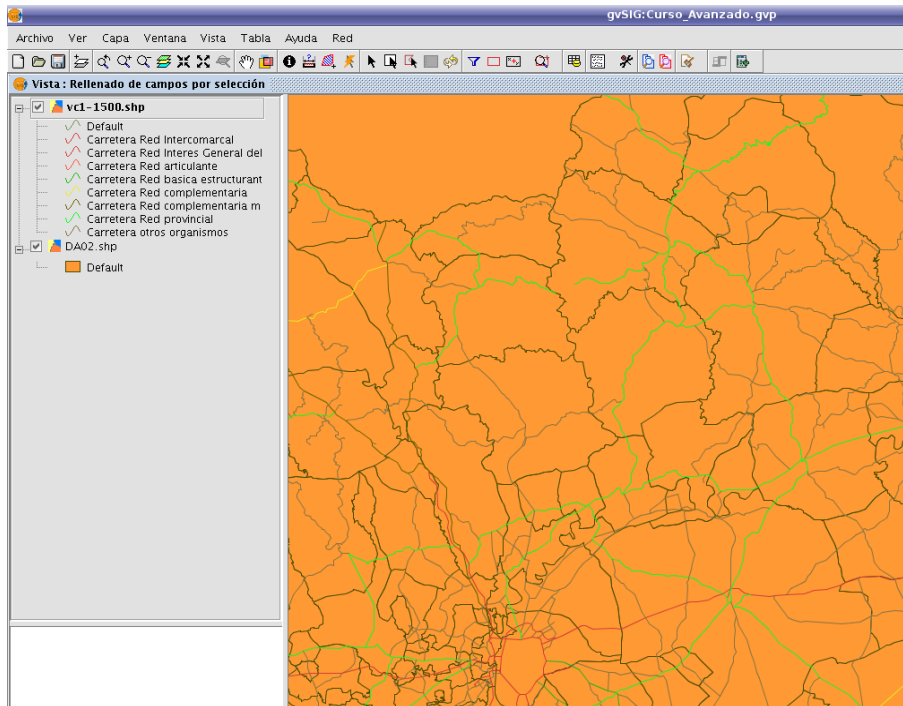 gvSIG:Curso_Avanzado.gvp
Archivo Ver Capa Ventana Vista Tabla Ayuda Red
Vista : Rellenado de campos por selección
vc1-1500.shp
Default
Carretera Red Intercomarcal
Carretera Red Interes General del
Carretera Red articulante
Carretera Red basica estructurant
Carretera Red complementaria
Carretera Red complementaria m
Carretera Red provincial
Carretera otros organismos
DA02.shp
Default